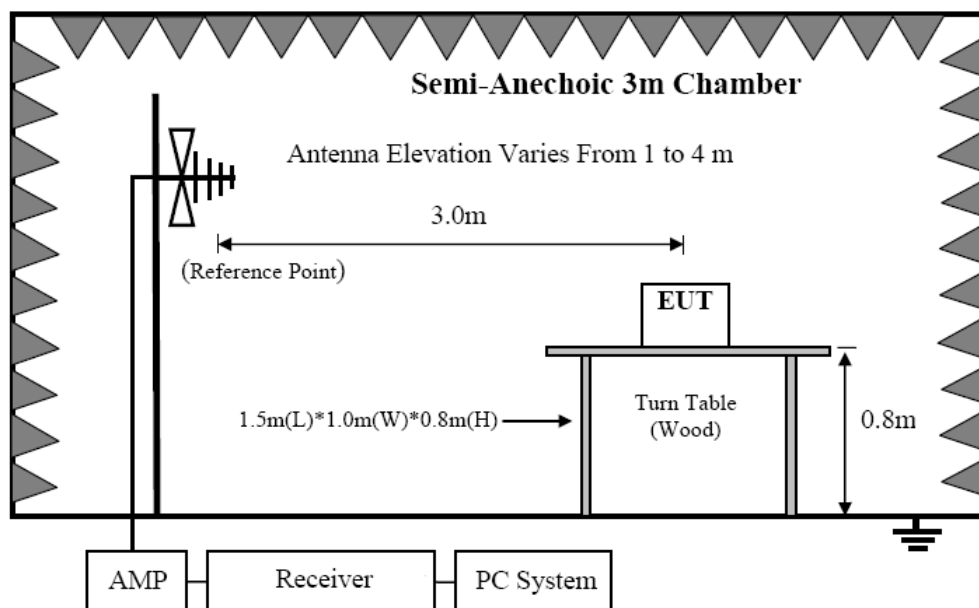 Semi-Anechoic 3m Chamber
Antenna Elevation Varies From 1 to 4 m
3.0m
(Reference Point)
EUT
1.5m(L)*1.0m(W)*0.8m(H)
Turn Table
(Wood)
0.8m
AMP
Receiver
PC System